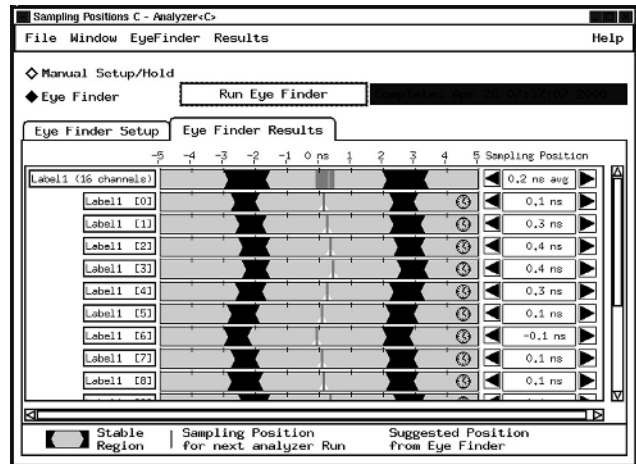 Sampling Positions C - Analyzer<C>
File Window EyeFinder Results Help
Manual Setup/Hold
Eye Finder
Run Eye Finder
Eye Finder Setup
Eye Finder Results
-5 -4 -3 -2 -1 0 ns 1 2 3 4 5 Sampling Position
Label1 (16 channels) 0.2 ns avg
Label1 [0] 0.1 ns
Label1 [1] 0.3 ns
Label1 [2] 0.4 ns
Label1 [3] 0.4 ns
Label1 [4] 0.3 ns
Label1 [5] 0.1 ns
Label1 [6] -0.1 ns
Label1 [7] 0.1 ns
Label1 [8] 0.1 ns
Stable Region
Sampling Position for next analyzer Run
Suggested Position from Eye Finder